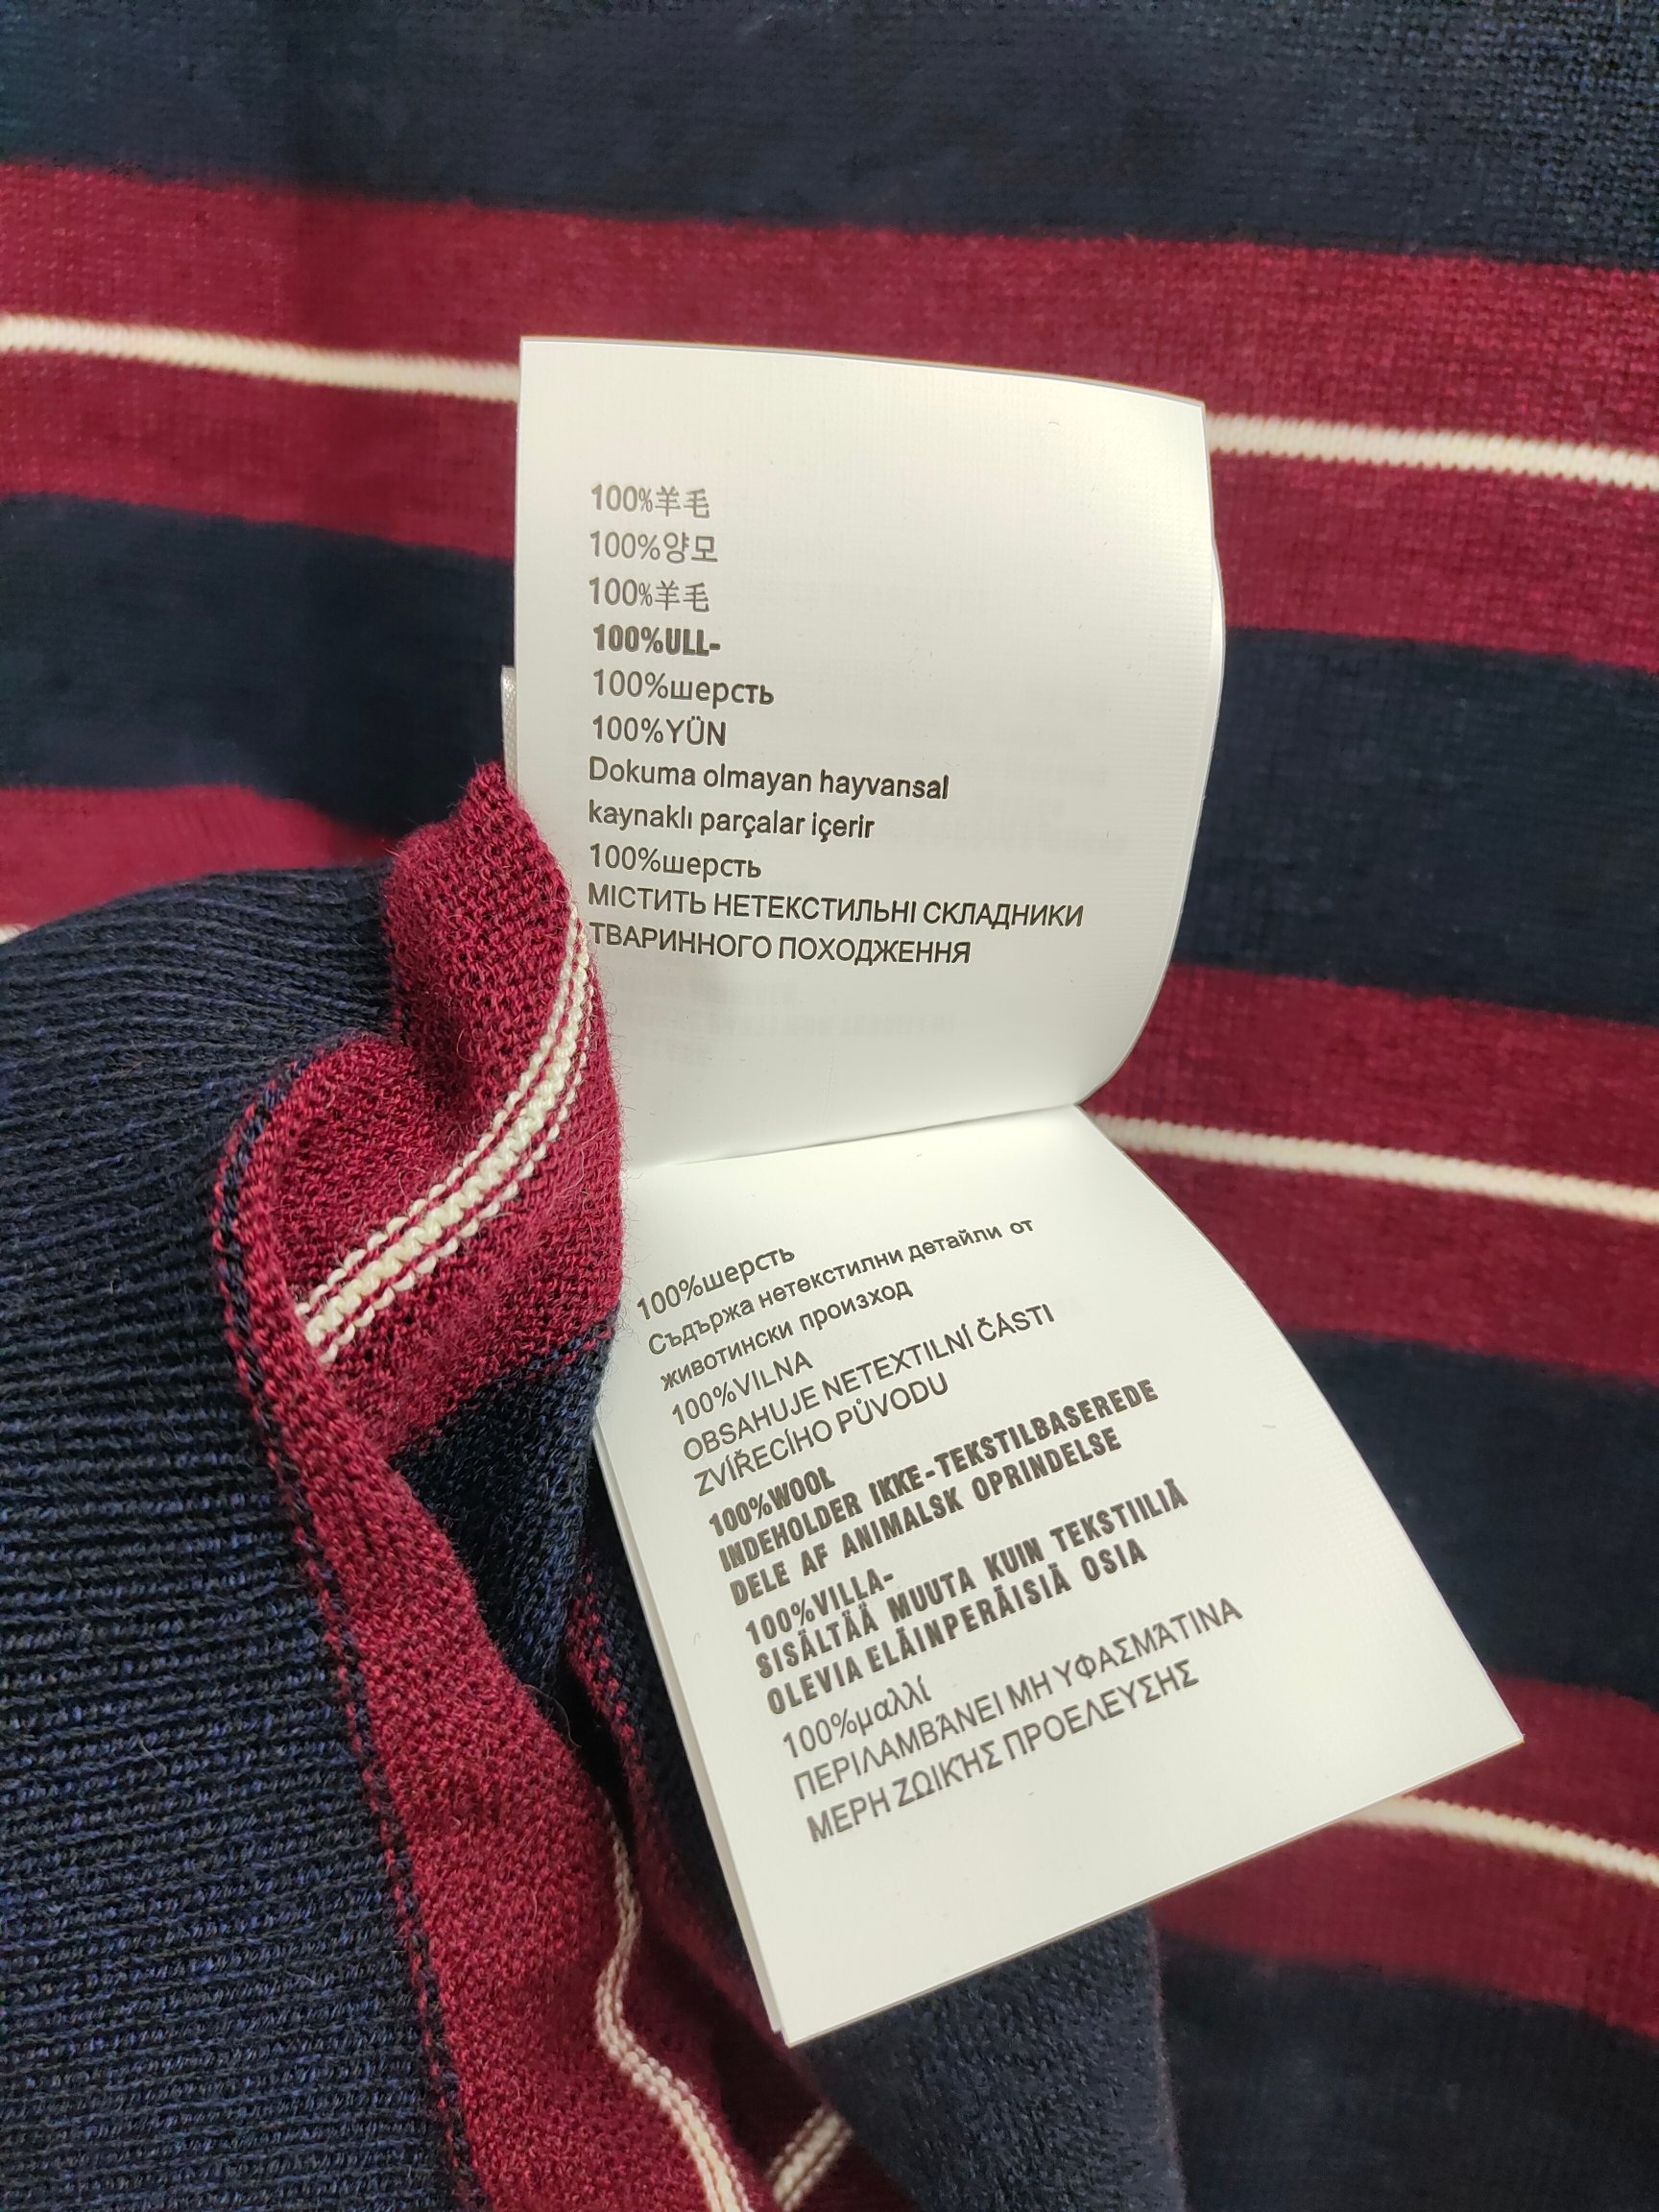 100%羊毛
100%양모
100%羊毛
100%ULL-
100%шерсть
100%YÜN
Dokuma olmayan hayvansal
kaynaklı parçalar içerir
100%шерсть
МІСТИТЬ НЕТЕКСТИЛЬНІ СКЛАДНИКИ
ТВАРИННОГО ПОХОДЖЕННЯ
100%шерсть
Съдържа нетекстилни детайли от
животински произход
100%VILNA
OBSAHUJE NETEXTILNÍ ČÁSTI
ZVÍŘECÍHO PŮVODU
100%WOOL
INDEHOLDER IKKE-TEKSTILBASEREDE
DELE AF ANIMALSK OPRINDELSE
100%VILLA-
SISÄLTÄÄ MUUTA KUIN TEKSTIILIÄ
OLEVIA ELÄINPERÄISIÄ OSIA
100%μαλλί
ΠΕΡΙΛΑΜΒΆΝΕΙ ΜΗ ΥΦΑΣΜΆΤΙΝΑ
ΜΕΡΗ ΖΩΙΚΉΣ ΠΡΟΕΛΕΥΣΗΣ